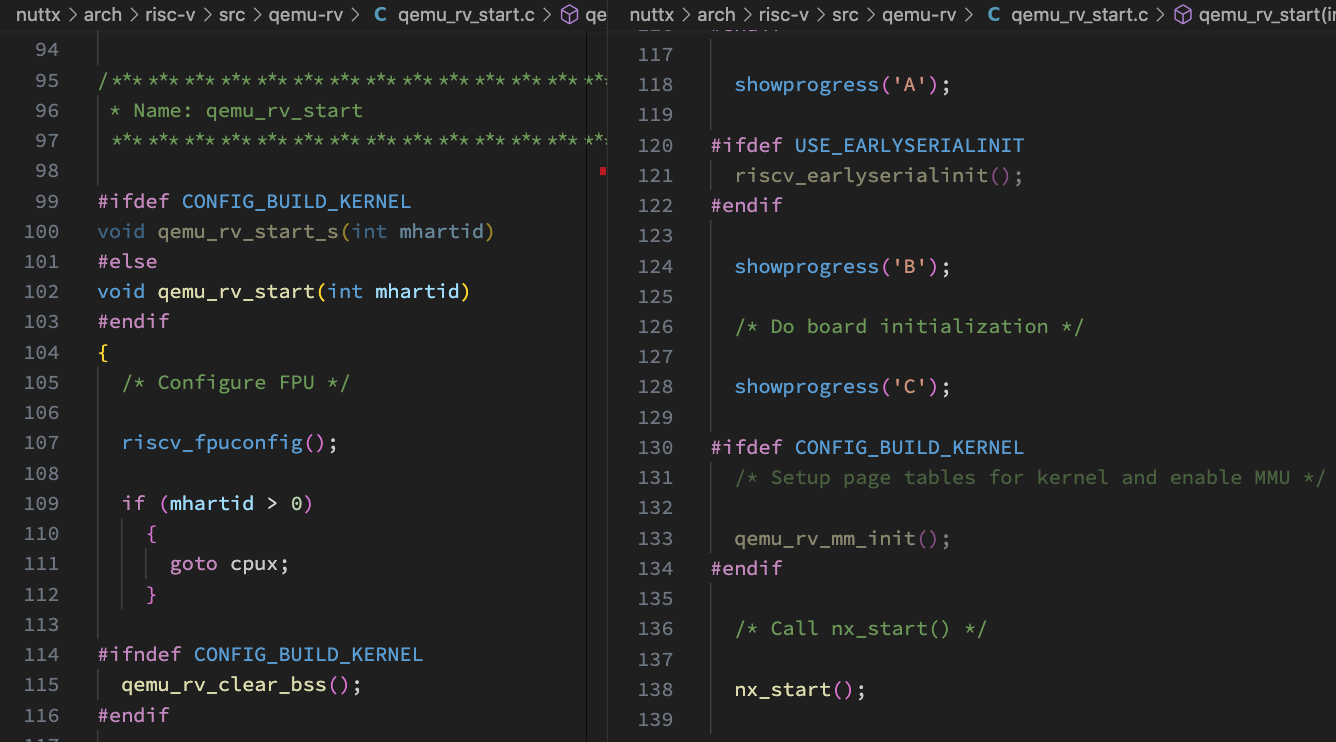 nuttx > arch > risc-v > src > qemu-rv > C qemu_rv_start.c > qe
94
95 /************************************************
96  * Name: qemu_rv_start
97  ************************************************
98
99 #ifdef CONFIG_BUILD_KERNEL
100 void qemu_rv_start_s(int mhartid)
101 #else
102 void qemu_rv_start(int mhartid)
103 #endif
104 {
105   /* Configure FPU */
106
107   riscv_fpuconfig();
108
109   if (mhartid > 0)
110     {
111       goto cpux;
112     }
113
114 #ifndef CONFIG_BUILD_KERNEL
115   qemu_rv_clear_bss();
116 #endif
117
nuttx > arch > risc-v > src > qemu-rv > C qemu_rv_start.c > qemu_rv_start(in
116 #endif
117
118   showprogress('A');
119
120 #ifdef USE_EARLYSERIALINIT
121   riscv_earlyserialinit();
122 #endif
123
124   showprogress('B');
125
126   /* Do board initialization */
127
128   showprogress('C');
129
130 #ifdef CONFIG_BUILD_KERNEL
131   /* Setup page tables for kernel and enable MMU */
132
133   qemu_rv_mm_init();
134 #endif
135
136   /* Call nx_start() */
137
138   nx_start();
139